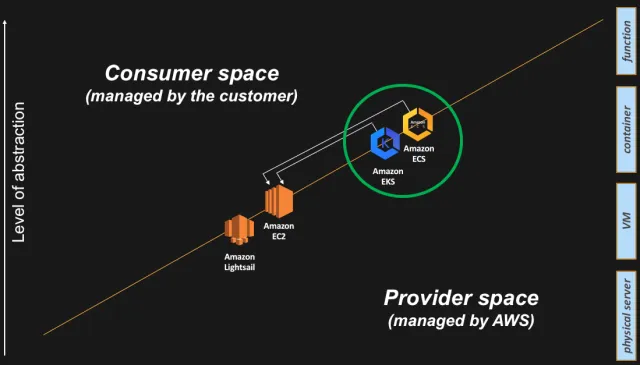 Consumer space
(managed by the customer)
Level of abstraction
Amazon
ECS
Amazon
EKS
Amazon
EC2
Amazon
Lightsail
Provider space
(managed by AWS)
function
container
VM
physical server